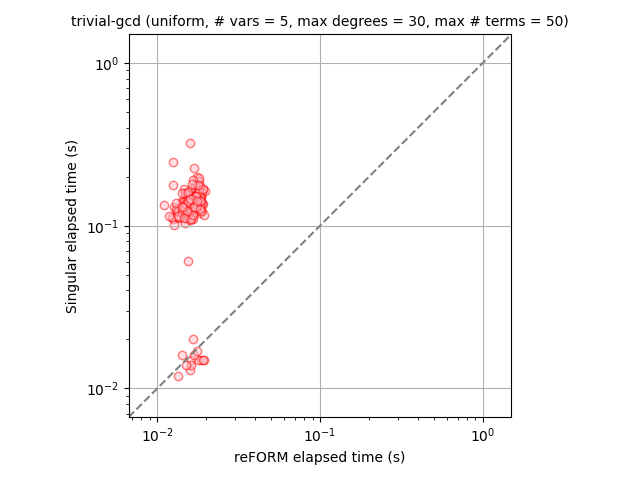 trivial-gcd (uniform, # vars = 5, max degrees = 30, max # terms = 50)
10⁰
10⁻¹
10⁻²
Singular elapsed time (s)
10⁻² 10⁻¹ 10⁰
reFORM elapsed time (s)